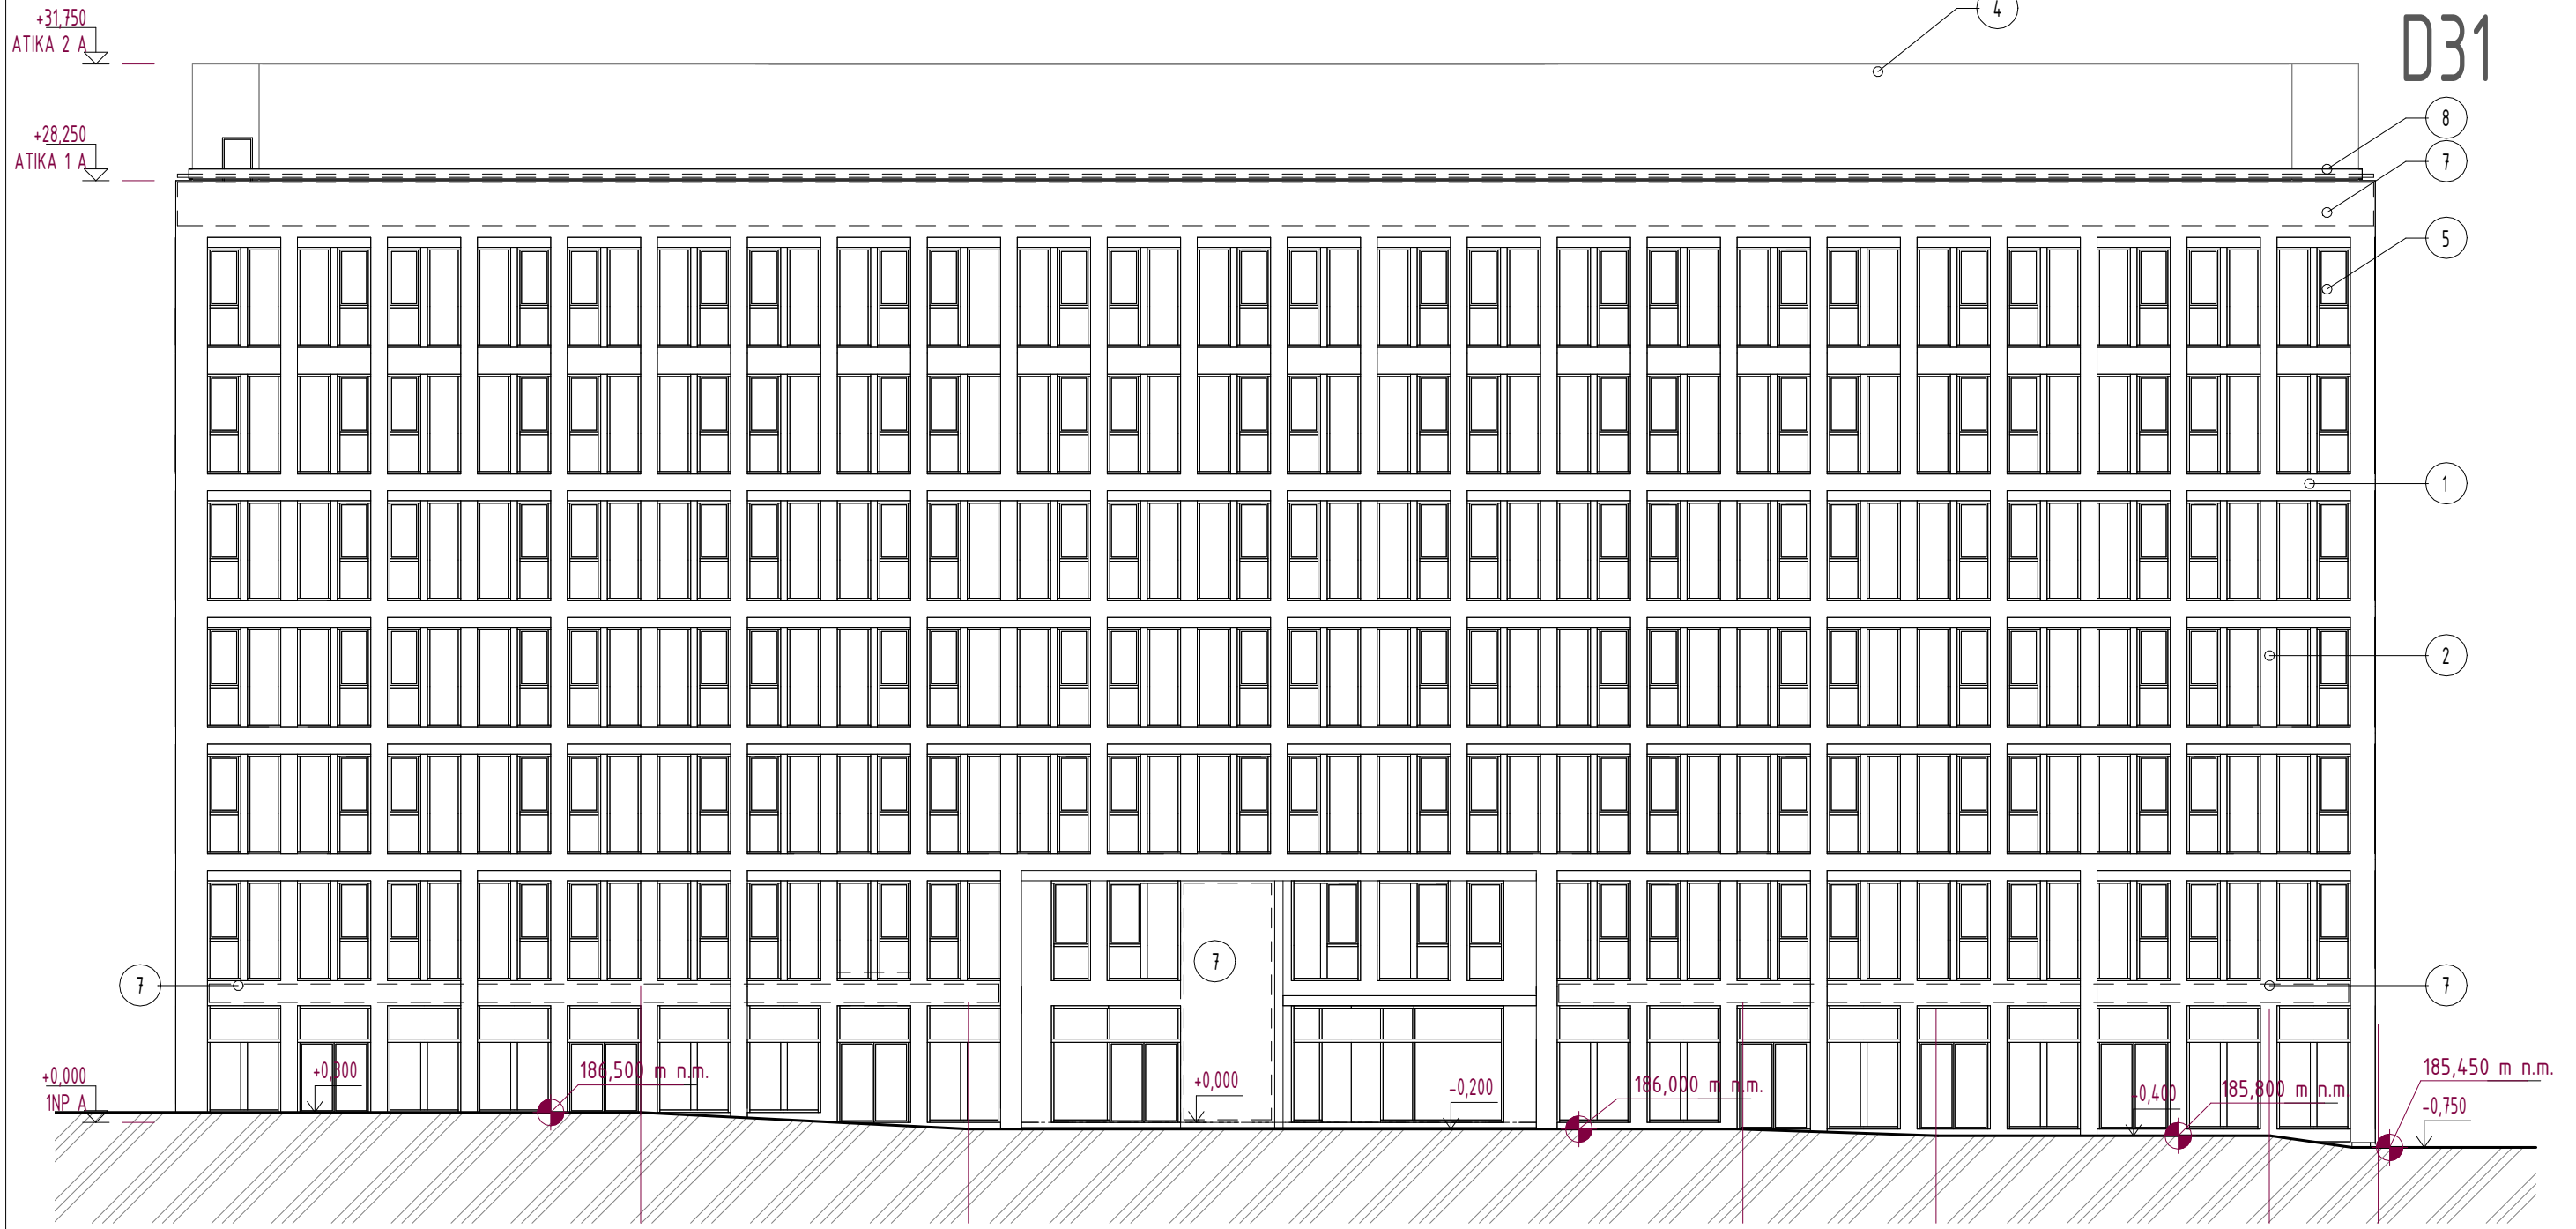 +31,750
ATIKA 2 A
4
D31
+28,250
ATIKA 1 A
8
7
5
1
2
7
7
7
+0,000
1NP A
+0,300
186,500 m n.m.
+0,000
-0,200
186,000 m n.m.
-0,400
185,800 m n.m.
185,450 m n.m.
-0,750